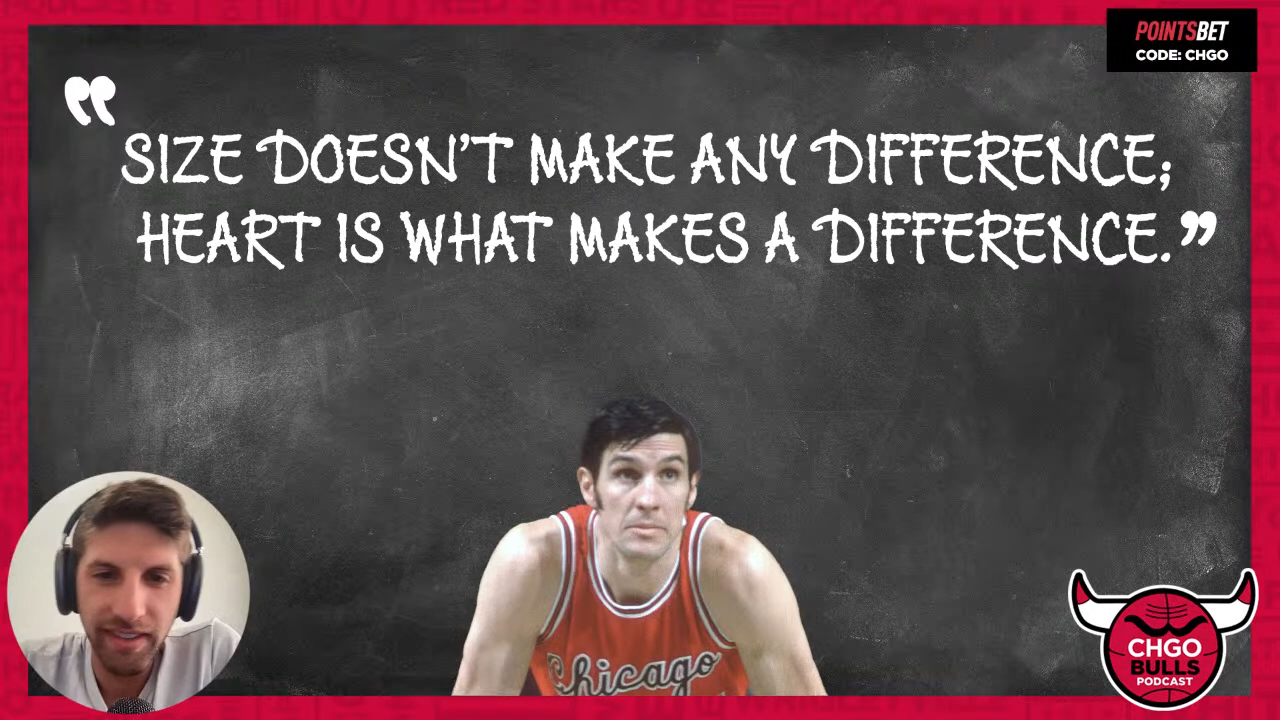 POINTSBET
CODE: CHGO
“SIZE DOESN’T MAKE ANY DIFFERENCE;
HEART IS WHAT MAKES A DIFFERENCE.”
Chicago
CHGO
BULLS
PODCAST